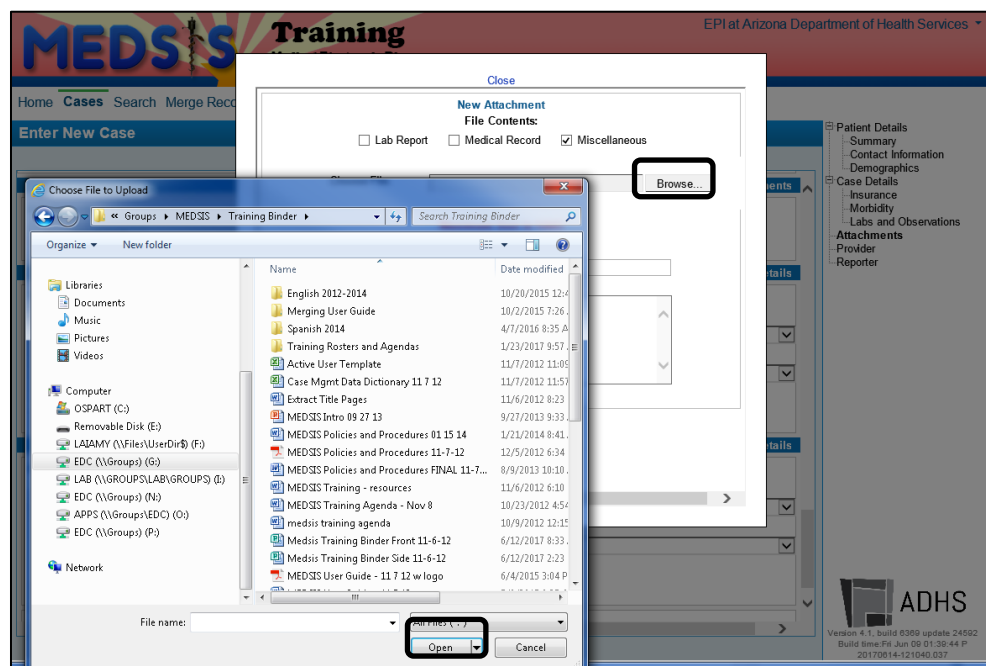 MEDSIS Training
EPI at Arizona Department of Health Services
Home Cases Search Merge
Enter New Case
Close
New Attachment
File Contents:
Lab Report Medical Record Miscellaneous
Browse...
Patient Details
Summary
Contact Information
Demographics
Case Details
Insurance
Morbidity
Labs and Observations
Attachments
Provider
Reporter
Choose File to Upload
« Groups MEDSIS Training Binder
Search Training Binder
Organize New folder
Libraries
Documents
Music
Pictures
Videos
Computer
OSPART (C:)
Removable Disk (E:)
LAIAMY (\\Files\UserDir$) (F:)
EDC (\\Groups) (G:)
LAB (\\GROUPS\LAB\GROUPS) (I:)
EDC (\\Groups) (N:)
APPS (\\Groups\EDC) (O:)
EDC (\\Groups) (P:)
Network
Name Date modified
English 2012-2014 10/20/2015 12:4
Merging User Guide 10/2/2015 7:26
Spanish 2014 4/7/2016 8:35 A
Training Rosters and Agendas 1/23/2017 9:57
Active User Template 11/7/2012 11:09
Case Mgmt Data Dictionary 11 7 12 11/7/2012 11:57
Extract Title Pages 11/6/2012 8:23
MEDSIS Intro 09 27 13 9/27/2013 9:33
MEDSIS Policies and Procedures 01 15 14 1/21/2014 8:41
MEDSIS Policies and Procedures 11-7-12 12/5/2012 6:34
MEDSIS Policies and Procedures FINAL 11-7... 8/9/2013 10:10
MEDSIS Training - resources 11/6/2012 6:10
MEDSIS Training Agenda - Nov 8 10/23/2012 4:54
medsis training agenda 10/9/2012 12:15
Medsis Training Binder Front 11-6-12 6/12/2017 8:33
Medsis Training Binder Side 11-6-12 6/12/2017 2:23
MEDSIS User Guide - 11 7 12 w logo 6/4/2015 3:04 P
File name:
Open Cancel
ADHS
Version 4.1, build 6369 update 24592
Build time:Fri Jun 09 01:39:44 P
20170614-121040.037